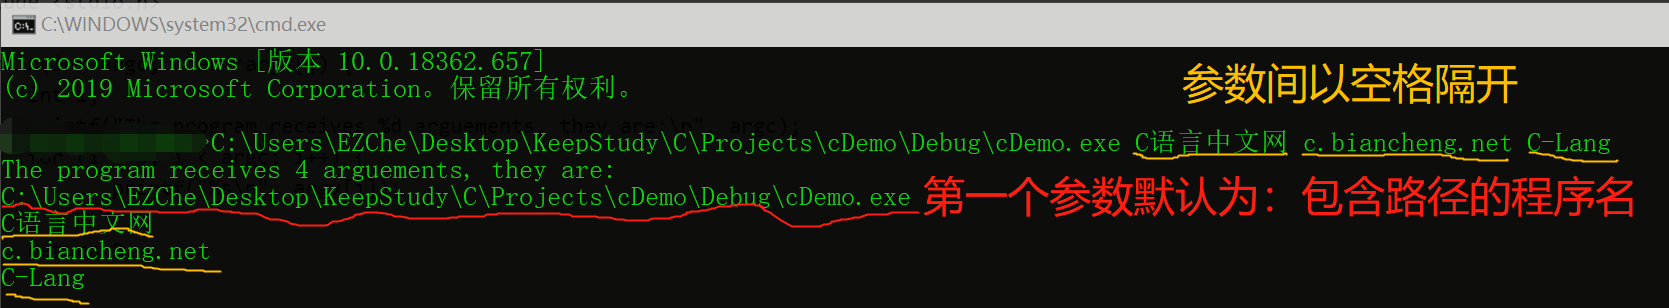 C:\WINDOWS\system32\cmd.exe
Microsoft Windows [版本 10.0.18362.657]
(c) 2019 Microsoft Corporation。保留所有权利。
参数间以空格隔开
>C:\Users\EZChe\Desktop\KeepStudy\C\Projects\cDemo\Debug\cDemo.exe C语言中文网 c.biancheng.net C-Lang
The program receives 4 arguements, they are:
C:\Users\EZChe\Desktop\KeepStudy\C\Projects\cDemo\Debug\cDemo.exe 第一个参数默认为：包含路径的程序名
C语言中文网
c.biancheng.net
C-Lang